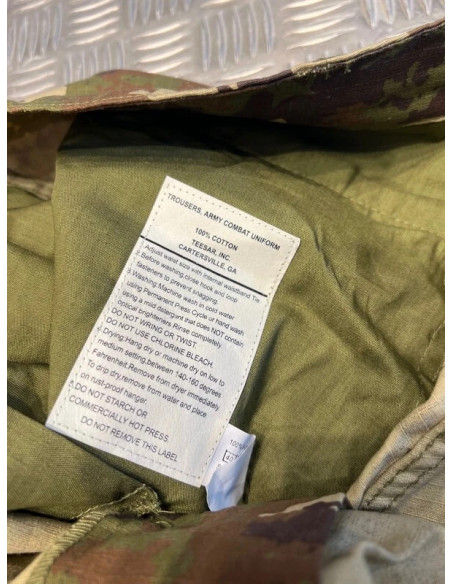 TROUSERS, ARMY COMBAT UNIFORM
100% COTTON
TEESAR, INC.
CARTERSVILLE, GA
1.Adjust waist size with internal waistband Tie
2.Before washing,close hook and loop
fasteners to prevent snagging.
3.Washing:Machine wash in cold water
using Permanent Press Cycle or hand wash
using a mild detergent that does NOT contain
optical brighteners Rinse completely
DO NOT WRING OR TWIST.
DO NOT USE CHLORINE BLEACH.
4.Drying:Hang dry or machine dry on low to
medium setting,between 140-160 degrees
Fahrenheit.Remove from dryer immediately
To drip dry,remove from water and place
on rust-proof hanger.
DO NOT STARCH OR
COMMERCIALLY HOT PRESS.
DO NOT REMOVE THIS LABEL
100%
40